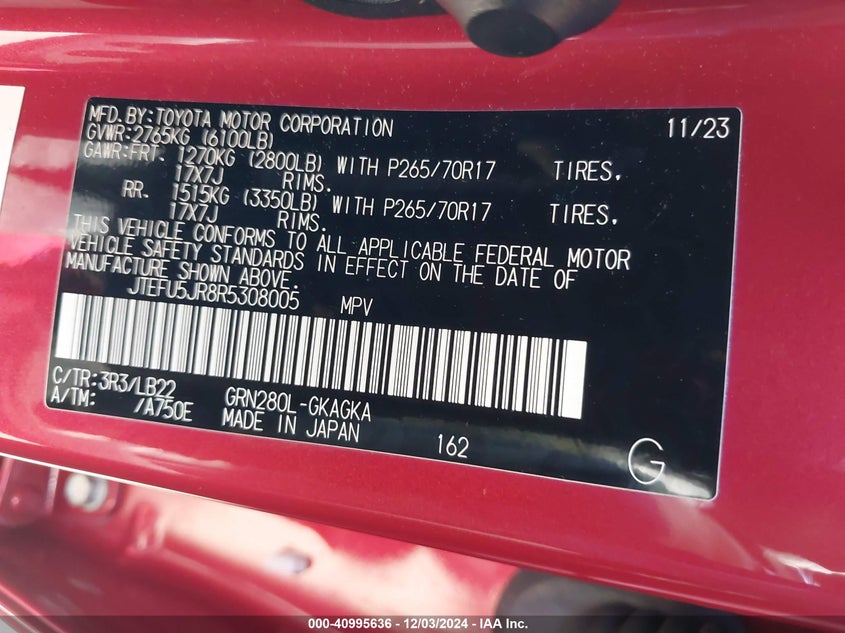 MFD.BY:TOYOTA MOTOR CORPORATION 11/23
GVWR:2765KG (6100LB)
GAWR:FRT. 1270KG (2800LB) WITH P265/70R17 TIRES,
17X7J RIMS.
RR. 1515KG (3350LB) WITH P265/70R17 TIRES,
17X7J RIMS.
THIS VEHICLE CONFORMS TO ALL APPLICABLE FEDERAL MOTOR
VEHICLE SAFETY STANDARDS IN EFFECT ON THE DATE OF
MANUFACTURE SHOWN ABOVE.
JTEFU5JR8R5308005 MPV
C/TR:3R3/LB22 GRN280L-GKAGKA
A/TM: /A750E MADE IN JAPAN
162 G
000-40995636 - 12/03/2024 - IAA Inc.